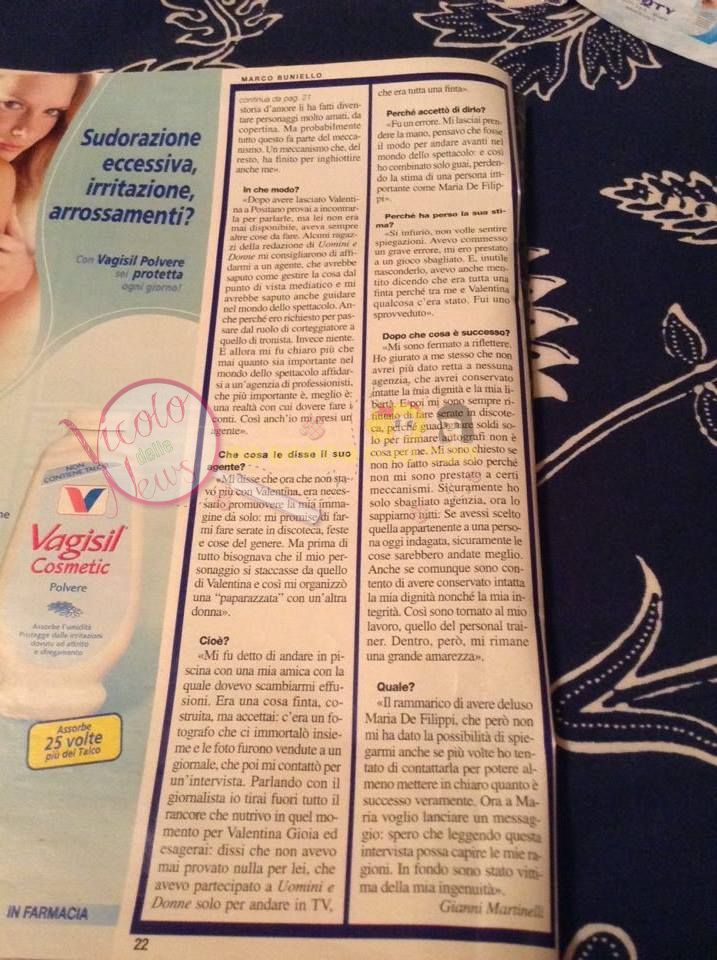 MARCO BUNIELLO
continua da pag. 21
storia d'amore li ha fatti diven-
tare personaggi molto amati, da
copertina. Ma probabilmente
tutto questo fa parte del mecca-
nismo. Un meccanismo che, del
resto, ha finito per inghiottire
anche me».
In che modo?
«Dopo avere lasciato Valenti-
na a Positano provai a incontrar-
la per parlarle, ma lei non era
mai disponibile, aveva sempre
altre cose da fare. Alcuni ragaz-
zi della redazione di Uomini e
Donne mi consigliarono di affi-
darmi a un agente, che avrebbe
saputo come gestire la cosa dal
punto di vista mediatico e mi
avrebbe saputo anche guidare
nel mondo dello spettacolo. An-
che perché ero richiesto per pas-
sare dal ruolo di corteggiatore a
quello di tronista. Invece niente.
E allora mi fu chiaro più che
mai quanto sia importante nel
mondo dello spettacolo affidar-
si a un'agenzia di professionisti,
che più importante è, meglio è:
una realtà con cui dovere fare i
conti. Così anch'io mi presi un
agente».
Che cosa le disse il suo
agente?
«Mi disse che ora che non sta-
vo più con Valentina, era neces-
sario promuovere la mia imma-
gine da solo: mi promise di far-
mi fare serate in discoteca, feste
e cose del genere. Ma prima di
tutto bisognava che il mio per-
sonaggio si staccasse da quello
di Valentina e così mi organizzò
una "paparazzata" con un'altra
donna».
Cioè?
«Mi fu detto di andare in pi-
scina con una mia amica con la
quale dovevo scambiarmi effu-
sioni. Era una cosa finta, co-
struita, ma accettai: c'era un fo-
tografo che ci immortalò insie-
me e le foto furono vendute a un
giornale, che poi mi contattò per
un'intervista. Parlando con il
giornalista io tirai fuori tutto il
rancore che nutrivo in quel mo-
mento per Valentina Gioia ed
esagerai: dissi che non avevo
mai provato nulla per lei, che
avevo partecipato a Uomini e
Donne solo per andare in TV,
che era tutta una finta».
Perché accettò di dirlo?
«Fu un errore. Mi lasciai pren-
dere la mano, pensavo che fosse
il modo per andare avanti nel
mondo dello spettacolo: e così
ho combinato solo guai, perden-
do la stima di una persona im-
portante come Maria De Filip-
pi».
Perché ha perso la sua sti-
ma?
«Si infuriò, non volle sentire
spiegazioni. Avevo commesso
un grave errore, mi ero prestato
a un gioco sbagliato. E, inutile
nasconderlo, avevo anche men-
tito dicendo che era tutta una
finta perché tra me e Valentina
qualcosa c'era stato. Fui uno
sprovveduto».
Dopo che cosa è successo?
«Mi sono fermato a riflettere.
Ho giurato a me stesso che non
avrei più dato retta a nessuna
agenzia, che avrei conservato
intatte la mia dignità e la mia li-
bertà. E poi mi sono sempre ri-
fiutato di fare serate in discote-
ca, perché guadagnare soldi so-
lo per firmare autografi non è
cosa per me. Mi sono chiesto se
non ho fatto strada solo perché
non mi sono prestato a certi
meccanismi. Sicuramente ho
solo sbagliato agenzia, ora lo
sappiamo tutti: Se avessi scelto
quella appartenente a una perso-
na oggi indagata, sicuramente le
cose sarebbero andate meglio.
Anche se comunque sono con-
tento di avere conservato intatta
la mia dignità nonché la mia in-
tegrità. Così sono tornato al mio
lavoro, quello del personal trai-
ner. Dentro, però, mi rimane
una grande amarezza».
Quale?
«Il rammarico di avere deluso
Maria De Filippi, che però non
mi ha dato la possibilità di spie-
garmi anche se più volte ho ten-
tato di contattarla per potere al-
meno mettere in chiaro quanto è
successo veramente. Ora a Ma-
ria voglio lanciare un messag-
gio: spero che leggendo questa
intervista possa capire le mie ra-
gioni. In fondo sono stato vitti-
ma della mia ingenuità».
Gianni Martinelli
22
Sudorazione
eccessiva,
irritazione,
arrossamenti?
Con Vagisil Polvere
sei protetta
ogni giorno!
NON
CONTIENE TALCO
Vagisil
Cosmetic
Polvere
Assorbe l'umidità
Protegge dalle irritazioni
dovute ad attrito
e sfregamento
Assorbe
25 volte
più del Talco
IN FARMACIA
Vicolo
delle
News